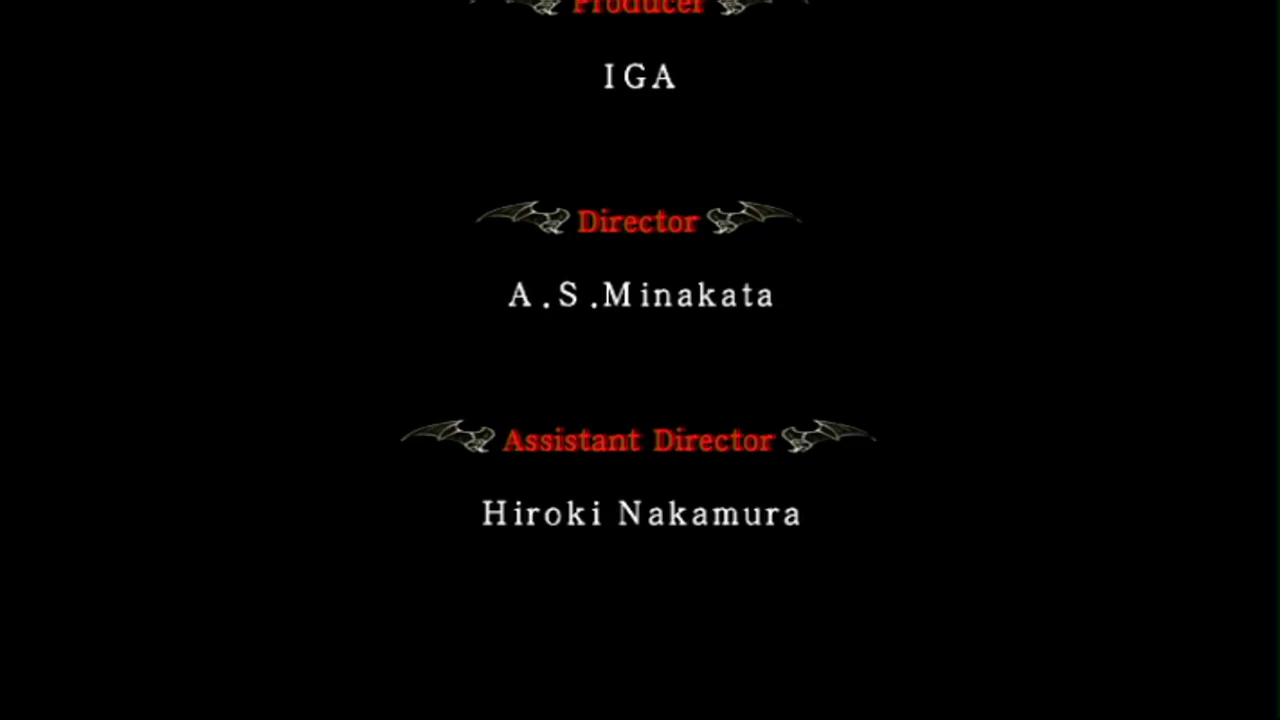 Producer
IGA
Director
A.S.Minakata
Assistant Director
Hiroki Nakamura